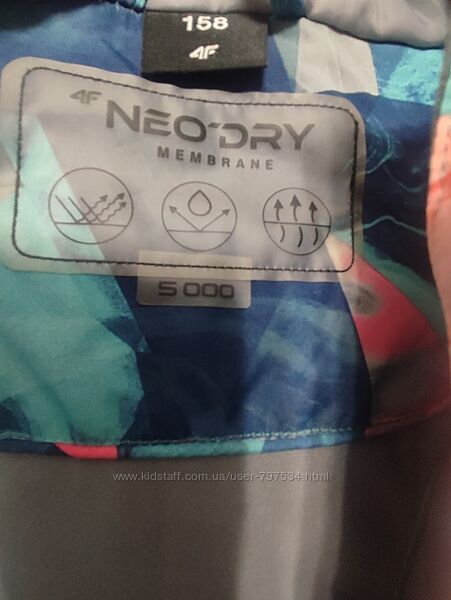 158
4F
4F NEO-DRY
MEMBRANE
5 000
www.kidstaff.com.ua/user-797534.html